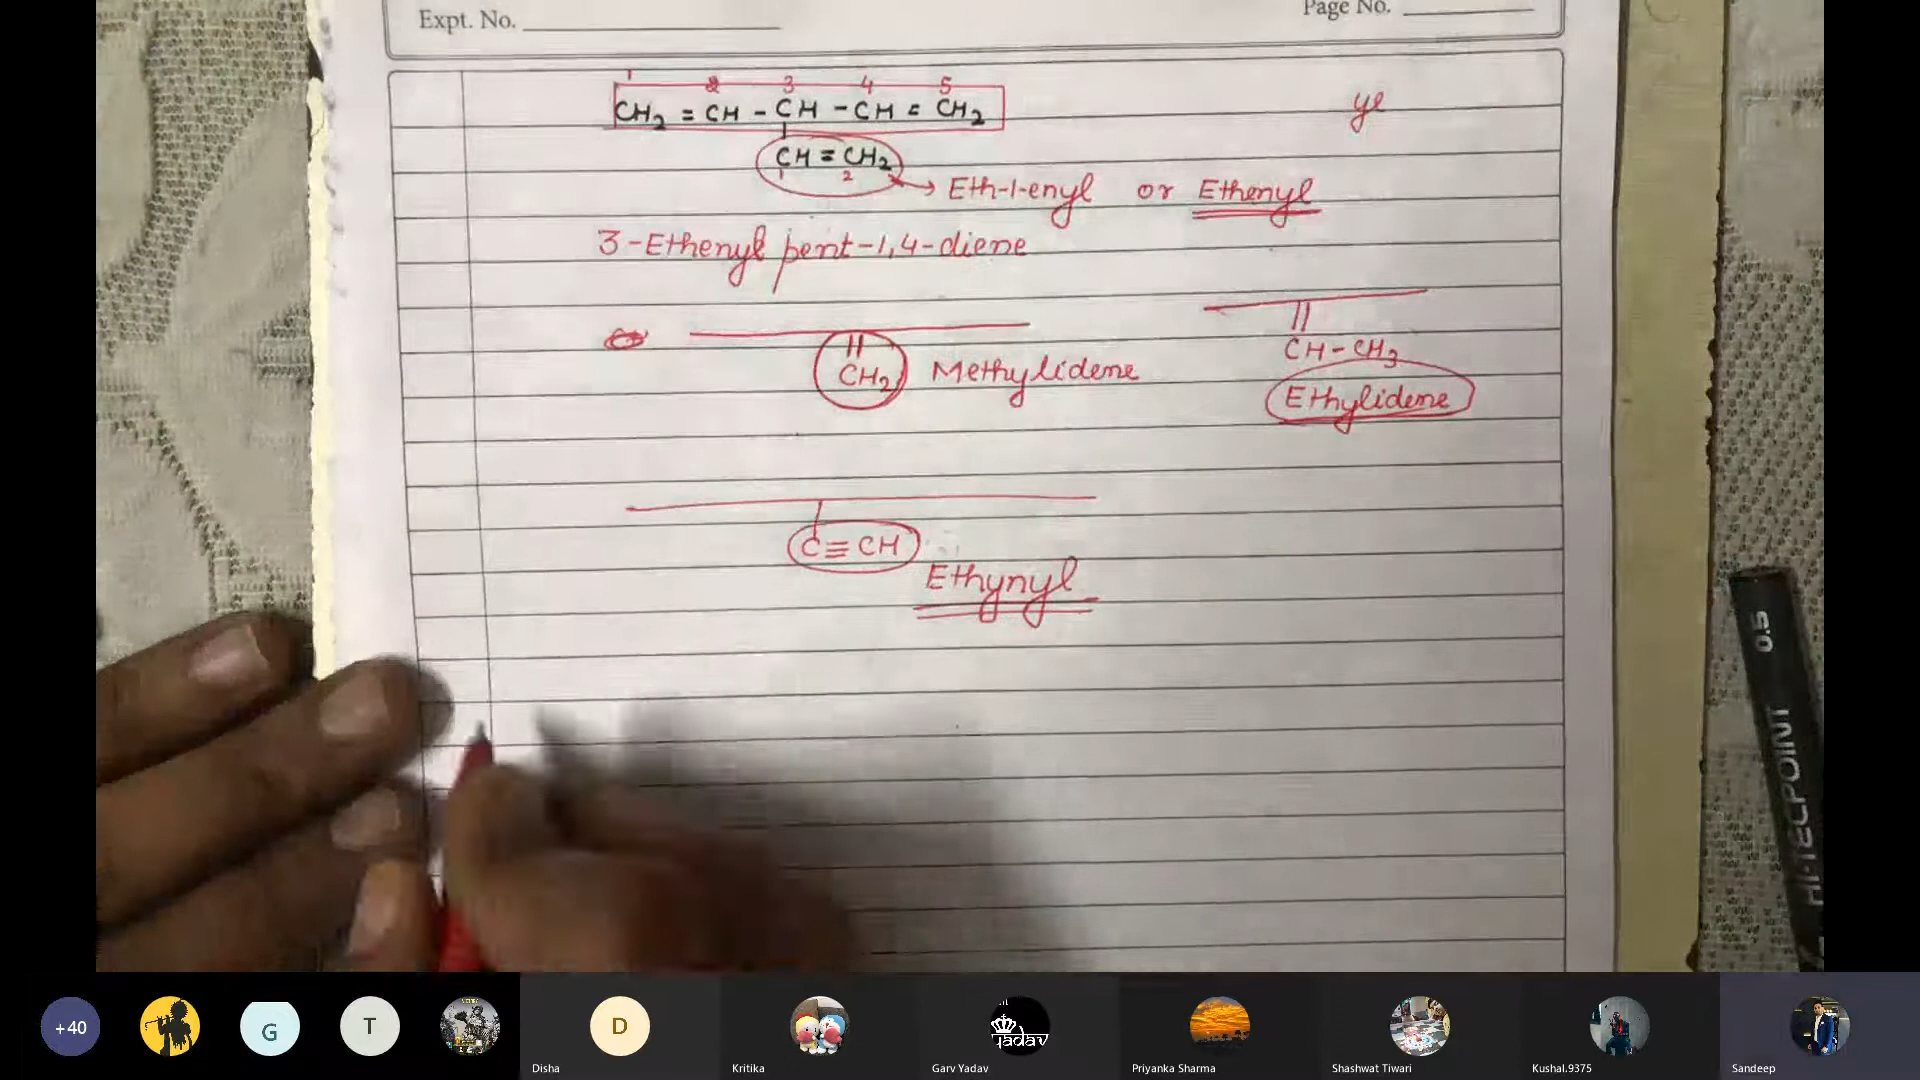 Expt. No.
Page No.
1 2 3 4 5
CH₂ = CH - CH - CH = CH₂
ye
CH = CH₂
1 2
Eth-1-enyl or Ethenyl
3-Ethenyl pent-1,4-diene
CH₂ Methylidene
CH - CH₃
Ethylidene
C ≡ CH
Ethynyl
0.5
HI-TECPOINT
+40
G
T
D
Disha
Kritika
Yadav
Garv Yadav
Priyanka Sharma
Shashwat Tiwari
Kushal.9375
Sandeep